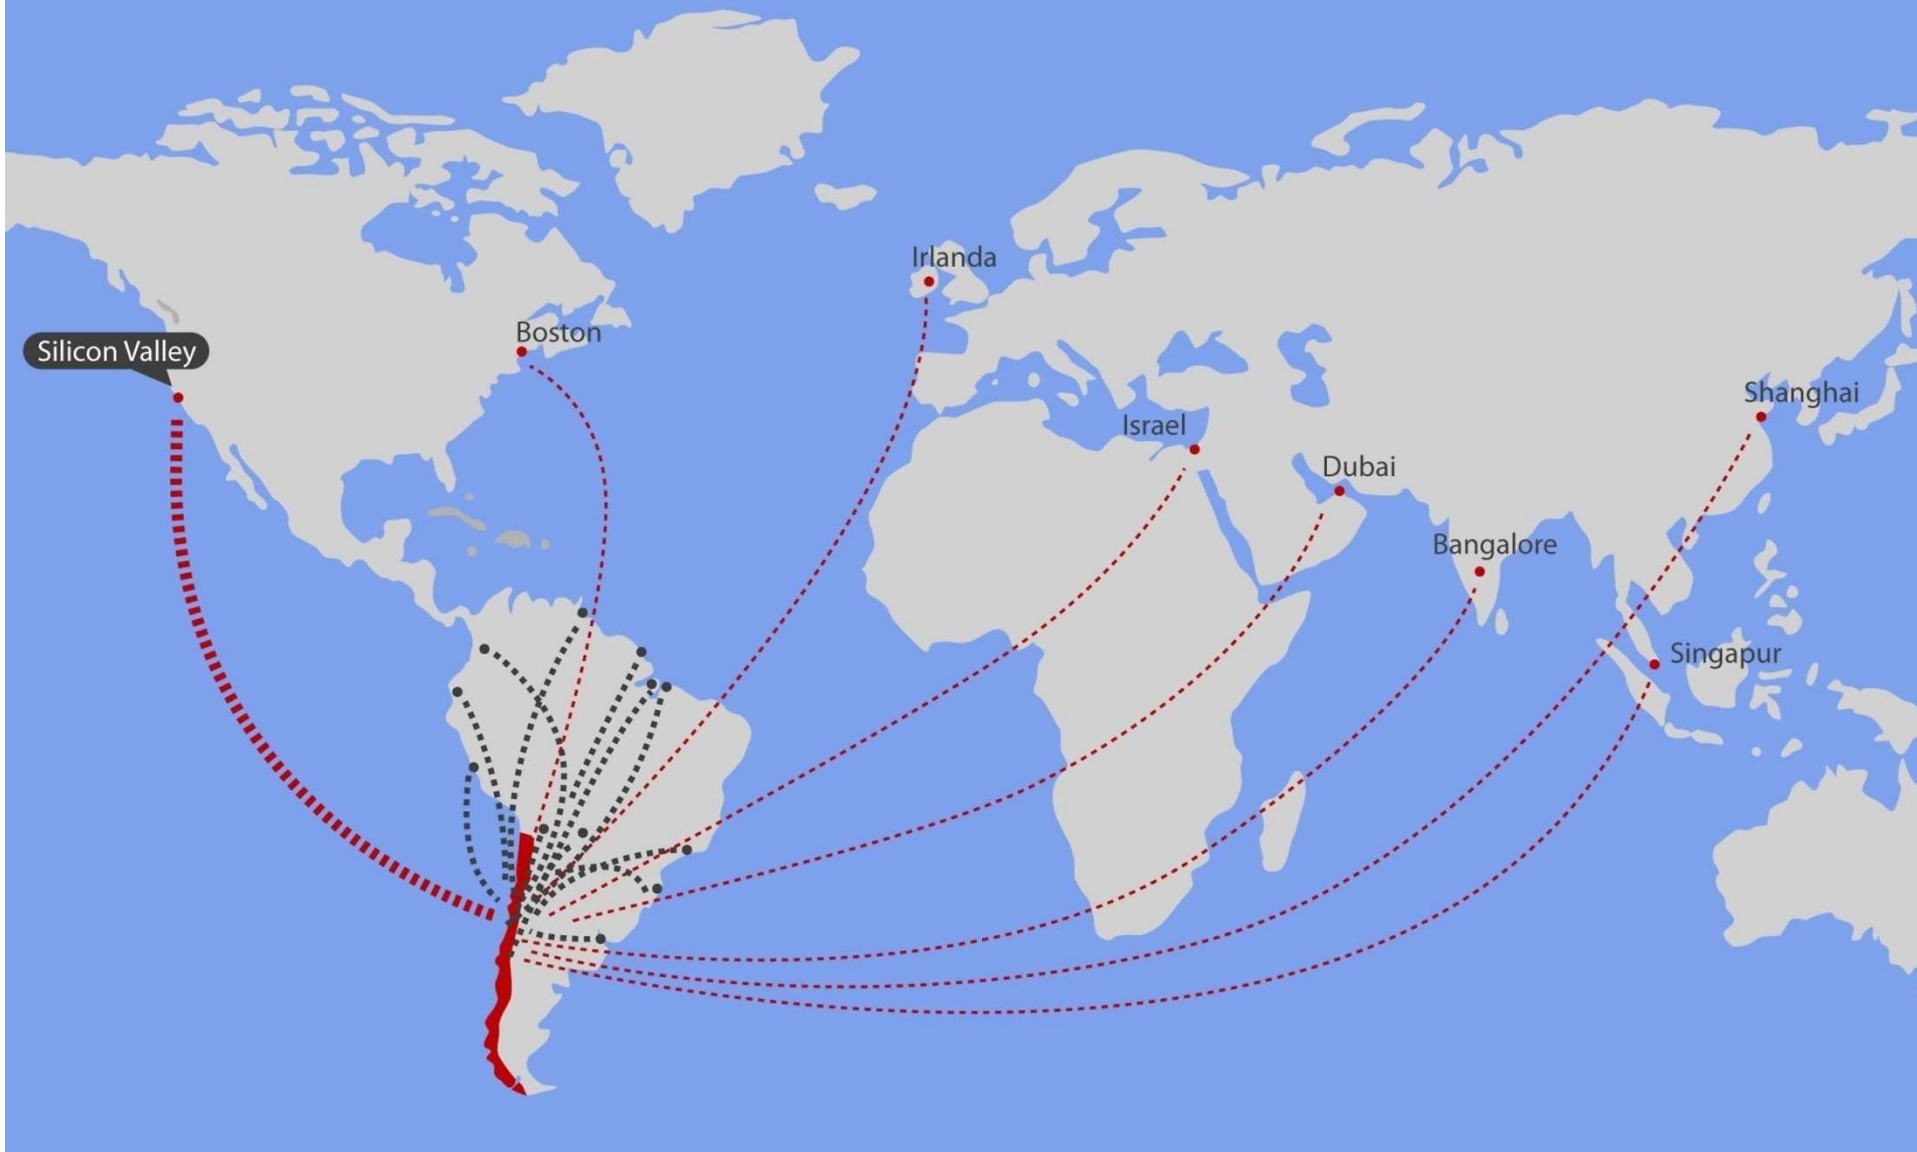 Irlanda
Boston
Silicon Valley
Shanghai
Israel
Dubai
Bangalore
Singapur